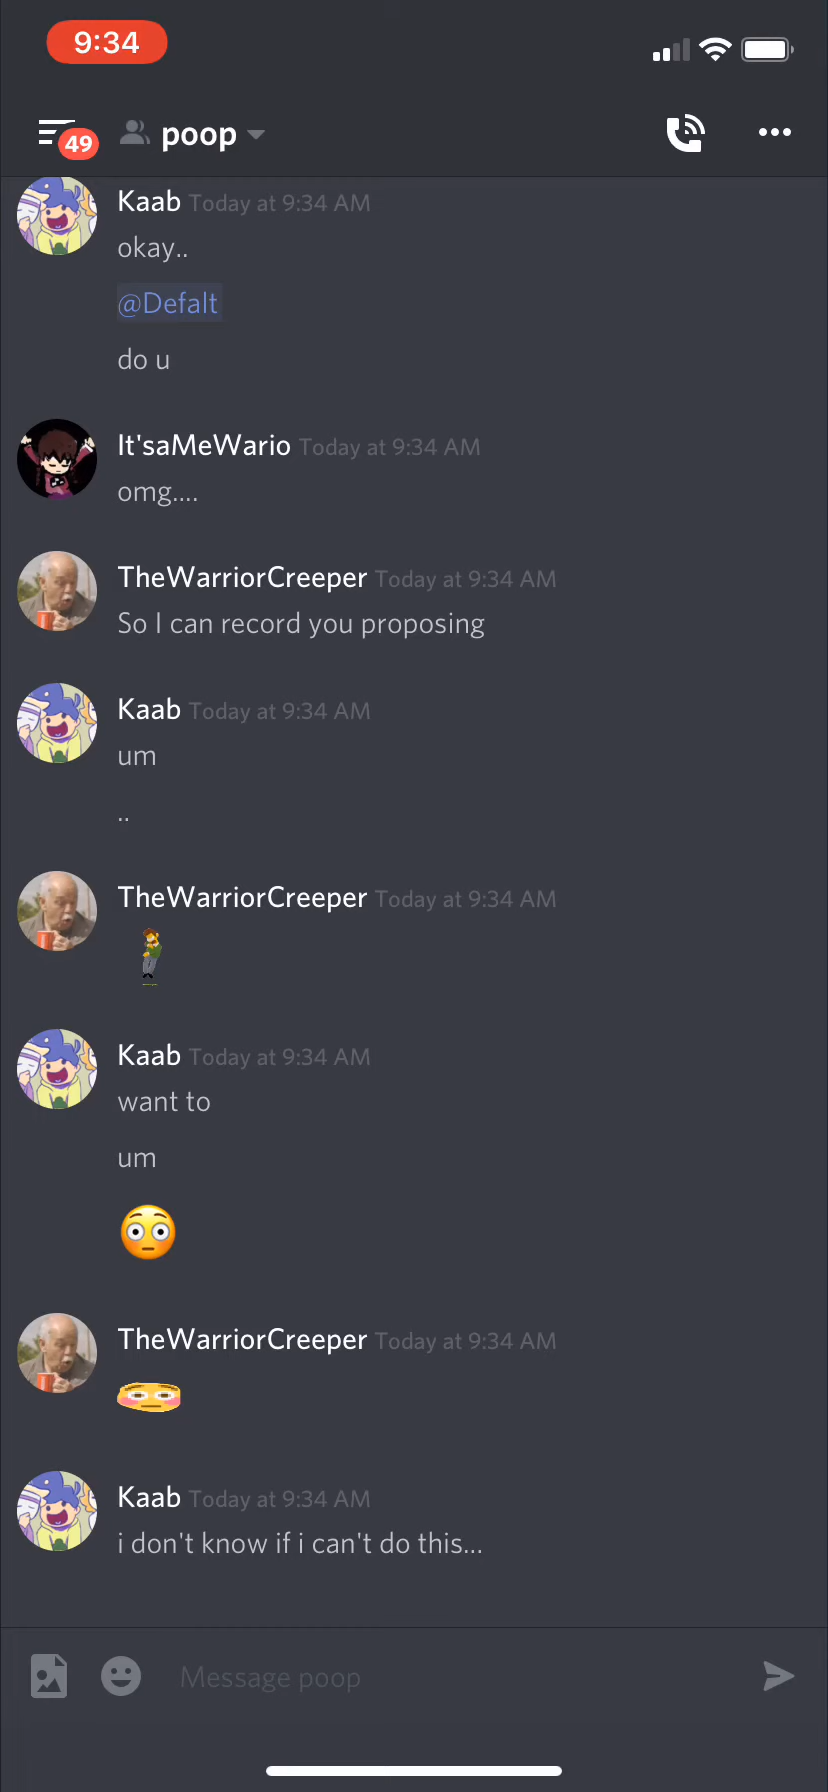 9:34
49
poop
Kaab Today at 9:34 AM
okay..
@Defalt
do u
It'saMeWario Today at 9:34 AM
omg....
TheWarriorCreeper Today at 9:34 AM
So I can record you proposing
Kaab Today at 9:34 AM
um
..
TheWarriorCreeper Today at 9:34 AM
Kaab Today at 9:34 AM
want to
um
😳
TheWarriorCreeper Today at 9:34 AM
Kaab Today at 9:34 AM
i don't know if i can't do this...
Message poop